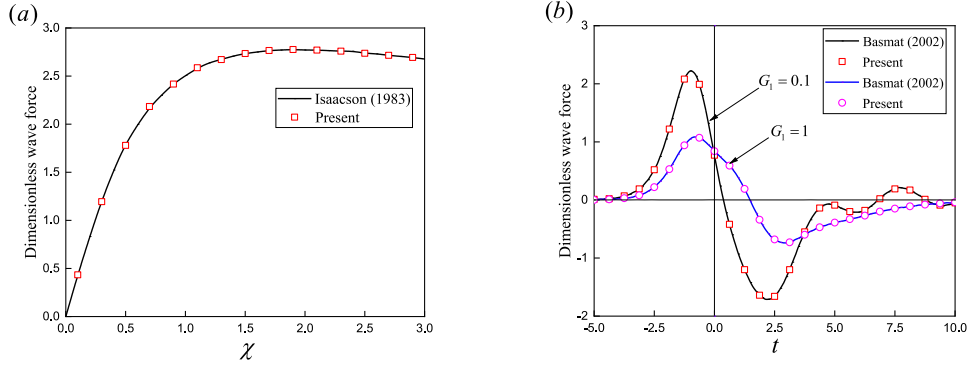 (a)
3.0
2.5
2.0
1.5
1.0
0.5
0.0
Dimensionless wave force
Isaacson (1983)
Present
0.0 0.5 1.0 1.5 2.0 2.5 3.0
χ
(b)
3
2
1
0
-1
-2
Dimensionless wave force
Basmat (2002)
Present
Basmat (2002)
Present
G₁ = 0.1
G₁ = 1
-5.0 -2.5 0.0 2.5 5.0 7.5 10.0
t